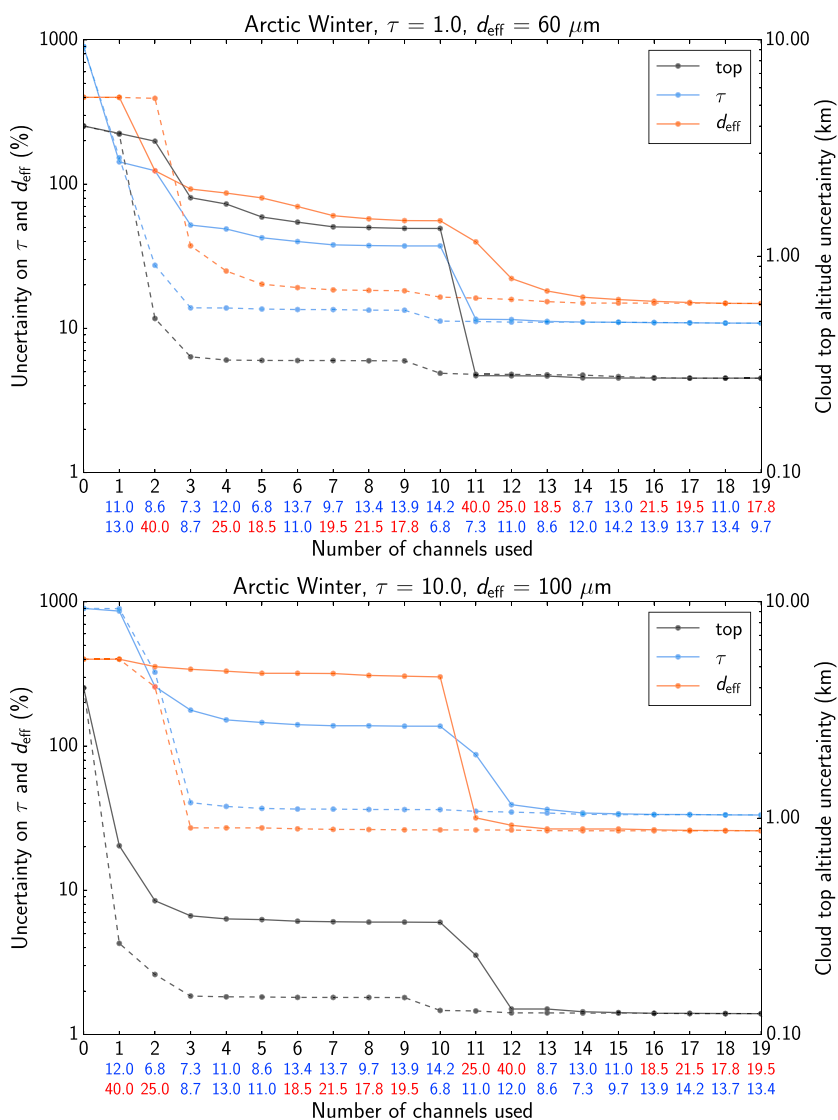 Arctic Winter, τ = 1.0, d_eff = 60 μm
1000
100
10
1
Uncertainty on τ and d_eff (%)
10.00
1.00
0.10
Cloud top altitude uncertainty (km)
top
τ
d_eff
0 1 2 3 4 5 6 7 8 9 10 11 12 13 14 15 16 17 18 19
11.0 8.6 7.3 12.0 6.8 13.7 9.7 13.4 13.9 14.2 40.0 25.0 18.5 8.7 13.0 21.5 19.5 11.0 17.8
13.0 40.0 8.7 25.0 18.5 11.0 19.5 21.5 17.8 6.8 7.3 11.0 8.6 12.0 14.2 13.9 13.7 13.4 9.7
Number of channels used
Arctic Winter, τ = 10.0, d_eff = 100 μm
1000
100
10
1
Uncertainty on τ and d_eff (%)
10.00
1.00
0.10
Cloud top altitude uncertainty (km)
top
τ
d_eff
0 1 2 3 4 5 6 7 8 9 10 11 12 13 14 15 16 17 18 19
12.0 6.8 7.3 11.0 8.6 13.4 13.7 9.7 13.9 14.2 25.0 40.0 8.7 13.0 11.0 18.5 21.5 17.8 19.5
40.0 25.0 8.7 13.0 11.0 18.5 21.5 17.8 19.5 6.8 11.0 12.0 8.6 7.3 9.7 13.9 14.2 13.7 13.4
Number of channels used